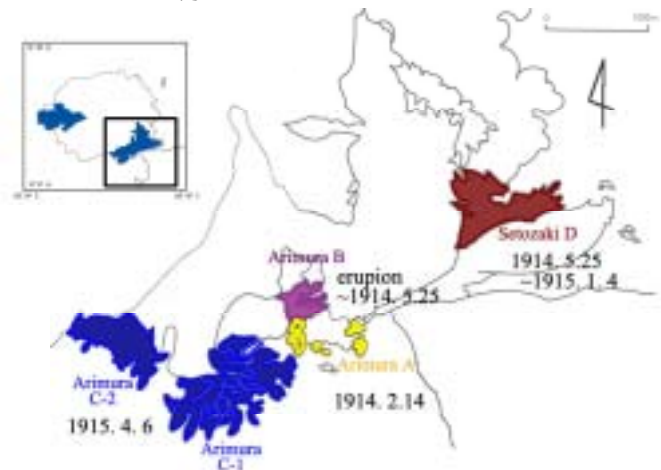 0
Setozaki D
1914. 5.25
~1915. 1. 4
Arimura B
erupion
~1914. 5.25
Arimura A
1914. 2.14
Arimura
C-2
1915. 4. 6
Arimura
C-1